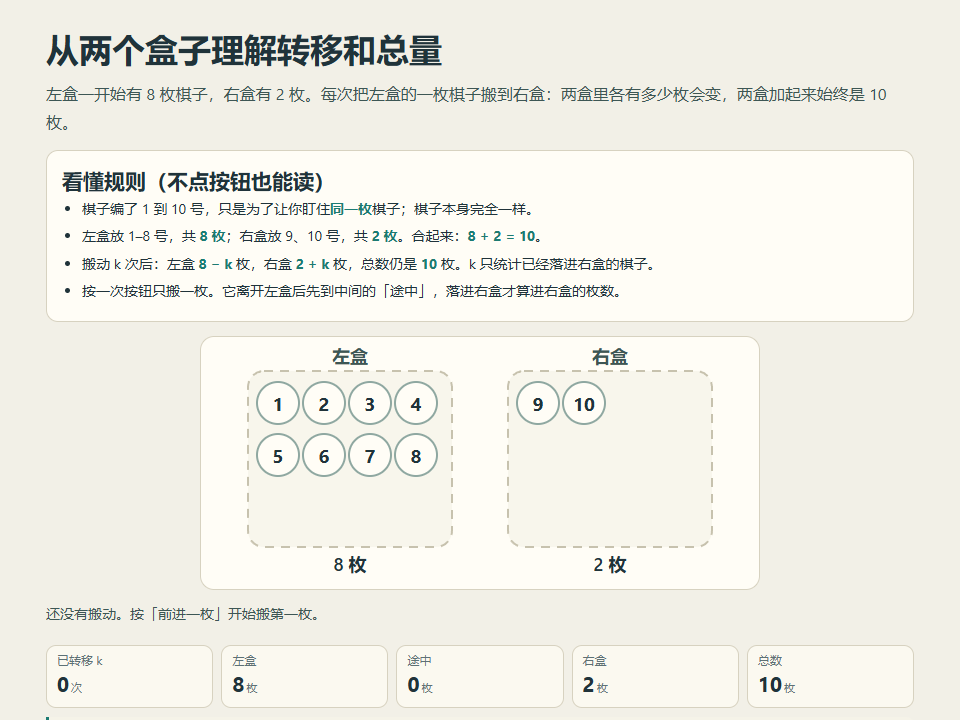 从两个盒子理解转移和总量
左盒一开始有 8 枚棋子，右盒有 2 枚。每次把左盒的一枚棋子搬到右盒：两盒里各有多少枚会变，两盒加起来始终是 10
枚。
看懂规则（不点按钮也能读）
• 棋子编了 1 到 10 号，只是为了让你盯住同一枚棋子；棋子本身完全一样。
• 左盒放 1–8 号，共 8 枚；右盒放 9、10 号，共 2 枚。合起来：8 + 2 = 10。
• 搬动 k 次后：左盒 8 − k 枚，右盒 2 + k 枚，总数仍是 10 枚。k 只统计已经落进右盒的棋子。
• 按一次按钮只搬一枚。它离开左盒后先到中间的「途中」，落进右盒才算进右盒的枚数。
左盒 右盒
1 2 3 4 9 10
5 6 7 8
8 枚 2 枚
还没有搬动。按「前进一枚」开始搬第一枚。
已转移 k 左盒 途中 右盒 总数
0次 8枚 0枚 2枚 10枚